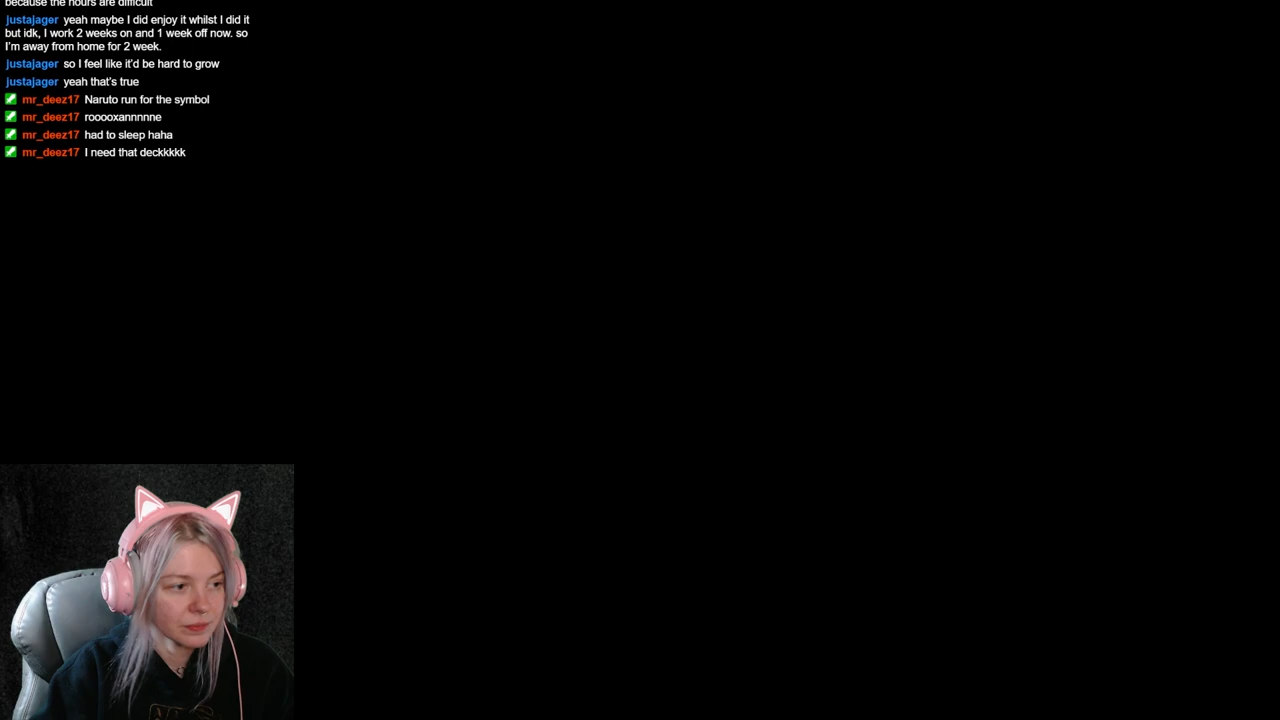 because the hours are difficult
justajager yeah maybe I did enjoy it whilst I did it
but idk, I work 2 weeks on and 1 week off now. so
I'm away from home for 2 week.
justajager so I feel like it'd be hard to grow
justajager yeah that's true
mr_deez17 Naruto run for the symbol
mr_deez17 rooooxannnnne
mr_deez17 had to sleep haha
mr_deez17 I need that deckkkkk